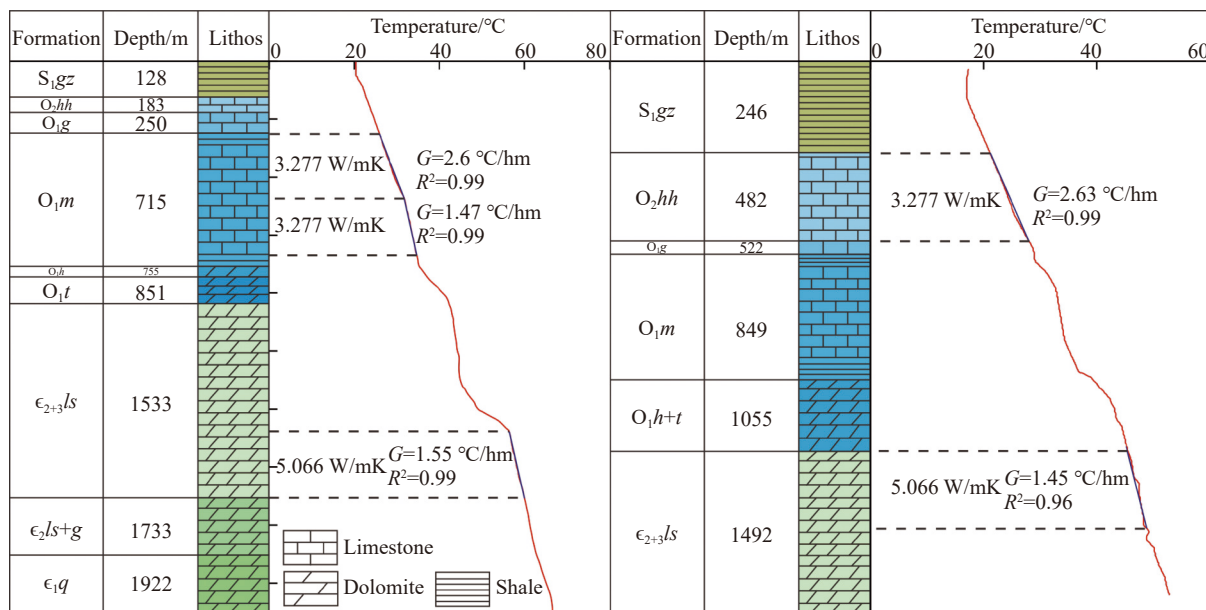 Formation Depth/m Lithos Temperature/°C
0 20 40 60 80
S₁gz 128
O₂hh 183
O₁g 250
O₁m 715
3.277 W/mK G=2.6 °C/hm
R²=0.99
3.277 W/mK G=1.47 °C/hm
R²=0.99
O₁h 755
O₁t 851
ϵ₂₊₃ls 1533
5.066 W/mK G=1.55 °C/hm
R²=0.99
ϵ₂ls+g 1733
ϵ₁q 1922
Limestone
Dolomite Shale
Formation Depth/m Lithos Temperature/°C
0 20 40 60
S₁gz 246
O₂hh 482
3.277 W/mK G=2.63 °C/hm
R²=0.99
O₁g 522
O₁m 849
O₁h+t 1055
ϵ₂₊₃ls 1492
5.066 W/mK G=1.45 °C/hm
R²=0.96